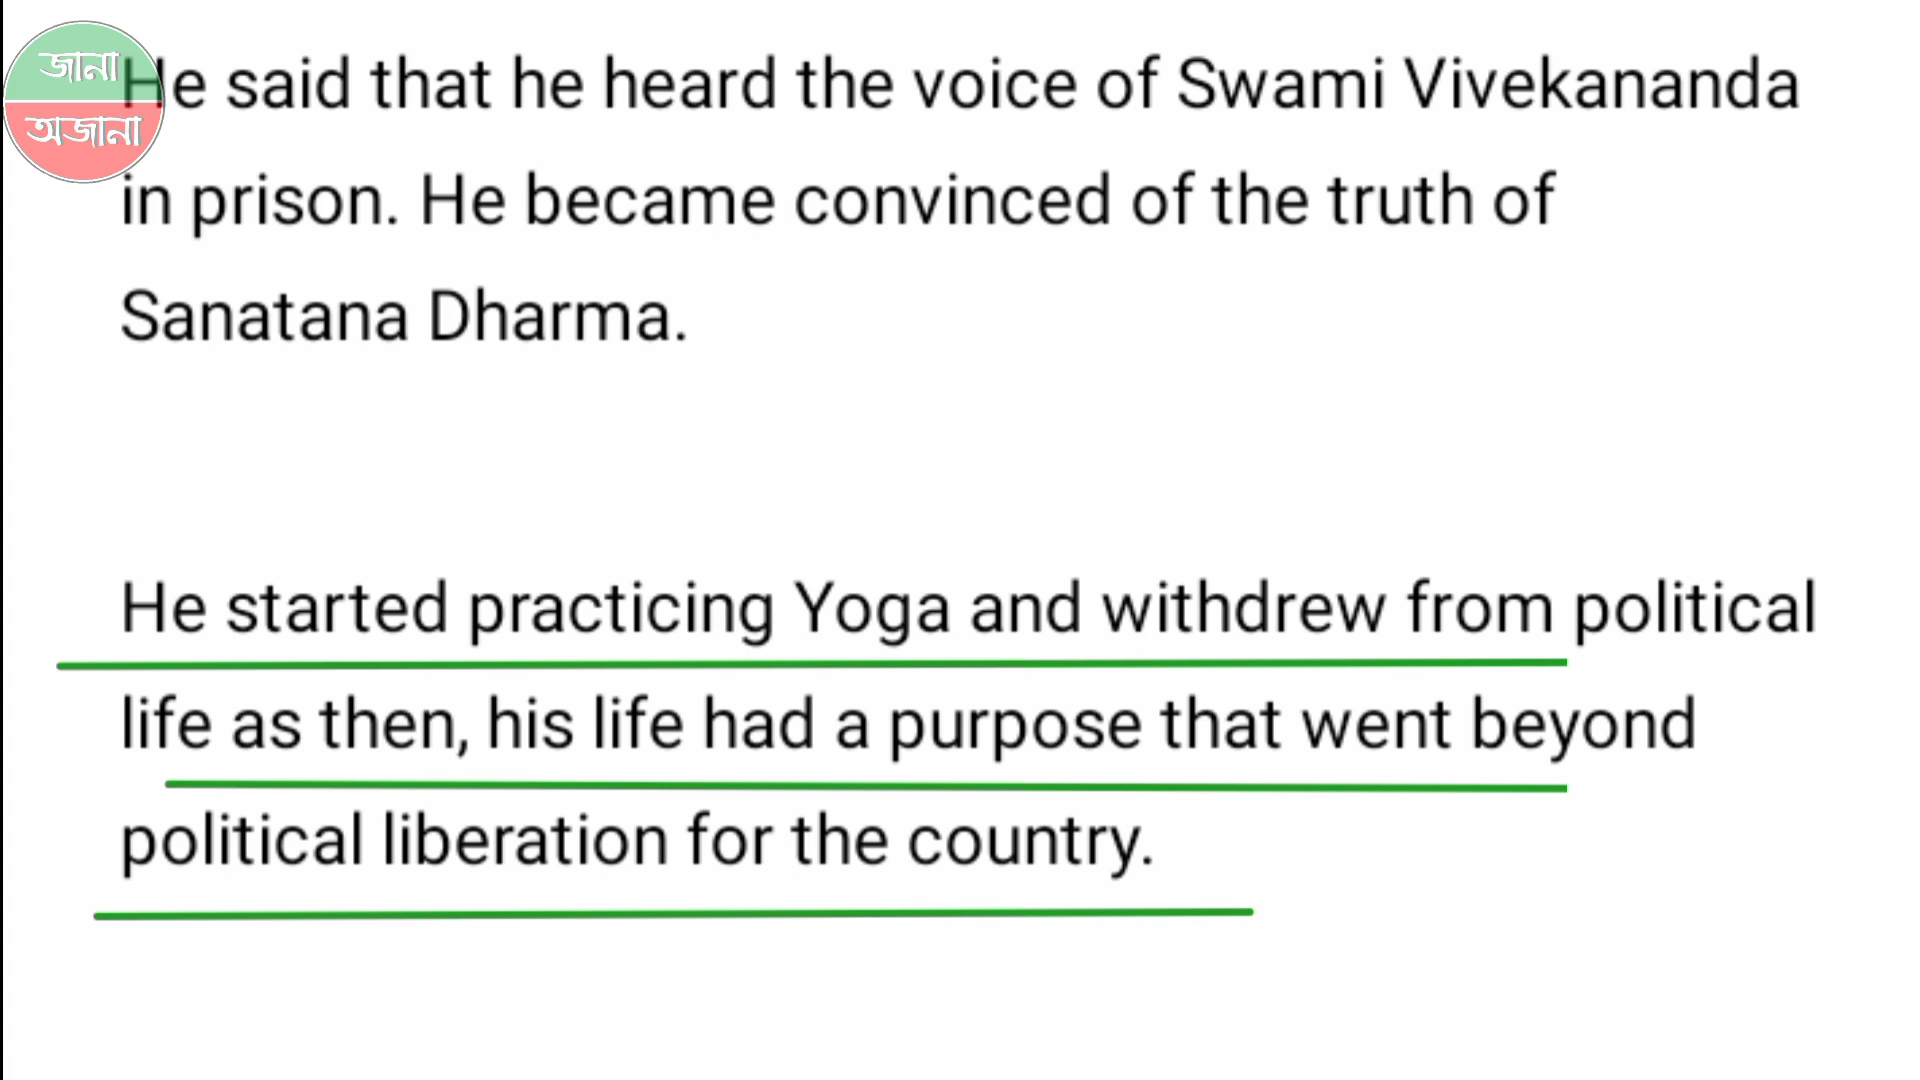 জানা
অজানা
He said that he heard the voice of Swami Vivekananda
in prison. He became convinced of the truth of
Sanatana Dharma.
He started practicing Yoga and withdrew from political
life as then, his life had a purpose that went beyond
political liberation for the country.